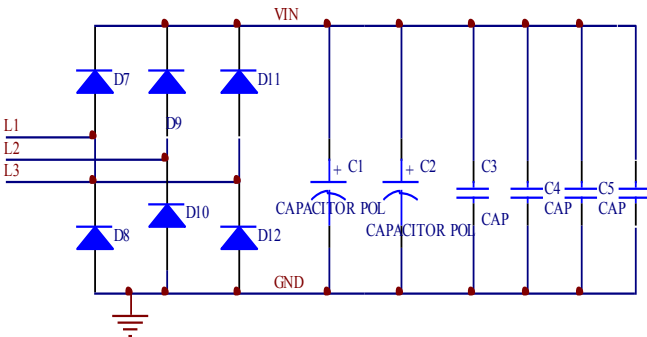 VIN
D7
D11
D9
L1
L2
L3
+ C1
+ C2
C3
C4
C5
CAPACITOR POL
CAP
CAP
CAP
D10
CAPACITOR POL
D8
D12
GND